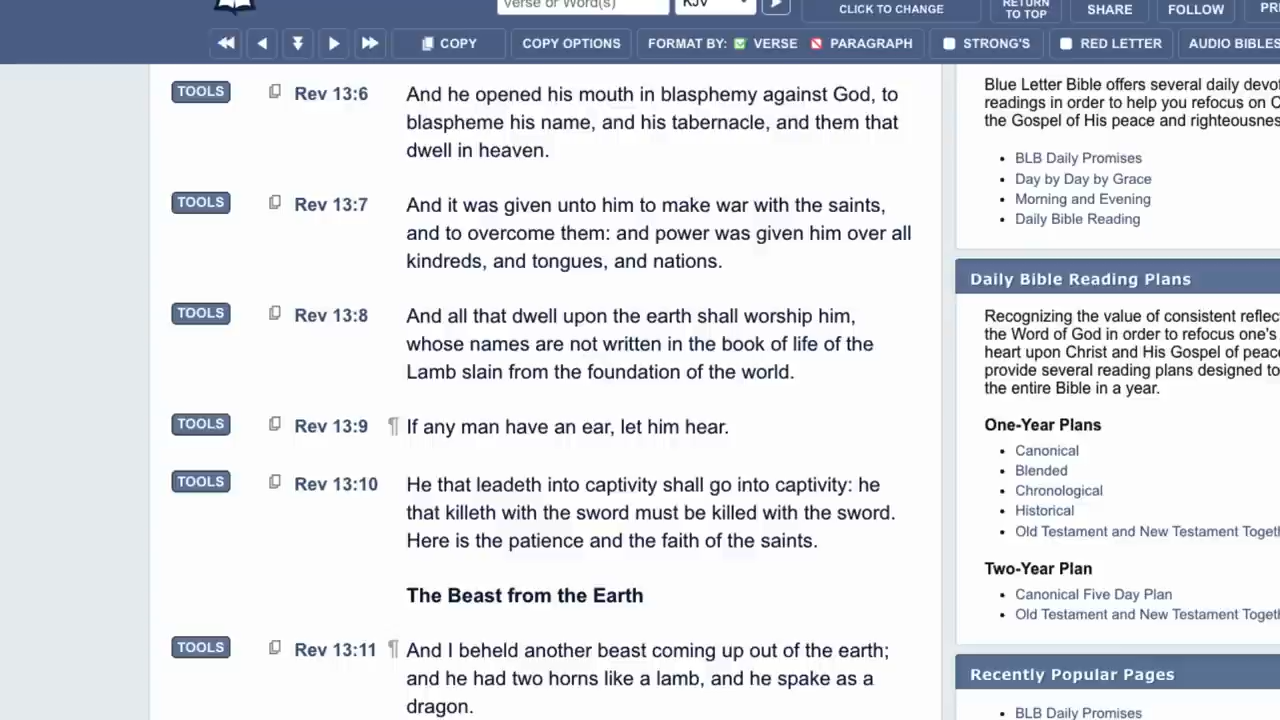 Verse or Word(s)
KJV
CLICK TO CHANGE
RETURN
TO TOP
SHARE
FOLLOW
COPY
COPY OPTIONS
FORMAT BY: VERSE PARAGRAPH
STRONG'S
RED LETTER
AUDIO BIBLES
TOOLS Rev 13:6 And he opened his mouth in blasphemy against God, to
blaspheme his name, and his tabernacle, and them that
dwell in heaven.
TOOLS Rev 13:7 And it was given unto him to make war with the saints,
and to overcome them: and power was given him over all
kindreds, and tongues, and nations.
TOOLS Rev 13:8 And all that dwell upon the earth shall worship him,
whose names are not written in the book of life of the
Lamb slain from the foundation of the world.
TOOLS Rev 13:9 ¶ If any man have an ear, let him hear.
TOOLS Rev 13:10 He that leadeth into captivity shall go into captivity: he
that killeth with the sword must be killed with the sword.
Here is the patience and the faith of the saints.
The Beast from the Earth
TOOLS Rev 13:11 ¶ And I beheld another beast coming up out of the earth;
and he had two horns like a lamb, and he spake as a
dragon.
Blue Letter Bible offers several daily devo
readings in order to help you refocus on C
the Gospel of His peace and righteousnes
• BLB Daily Promises
• Day by Day by Grace
• Morning and Evening
• Daily Bible Reading
Daily Bible Reading Plans
Recognizing the value of consistent reflec
the Word of God in order to refocus one's
heart upon Christ and His Gospel of peac
provide several reading plans designed to
the entire Bible in a year.
One-Year Plans
• Canonical
• Blended
• Chronological
• Historical
• Old Testament and New Testament Toget
Two-Year Plan
• Canonical Five Day Plan
• Old Testament and New Testament Toget
Recently Popular Pages
• BLB Daily Promises